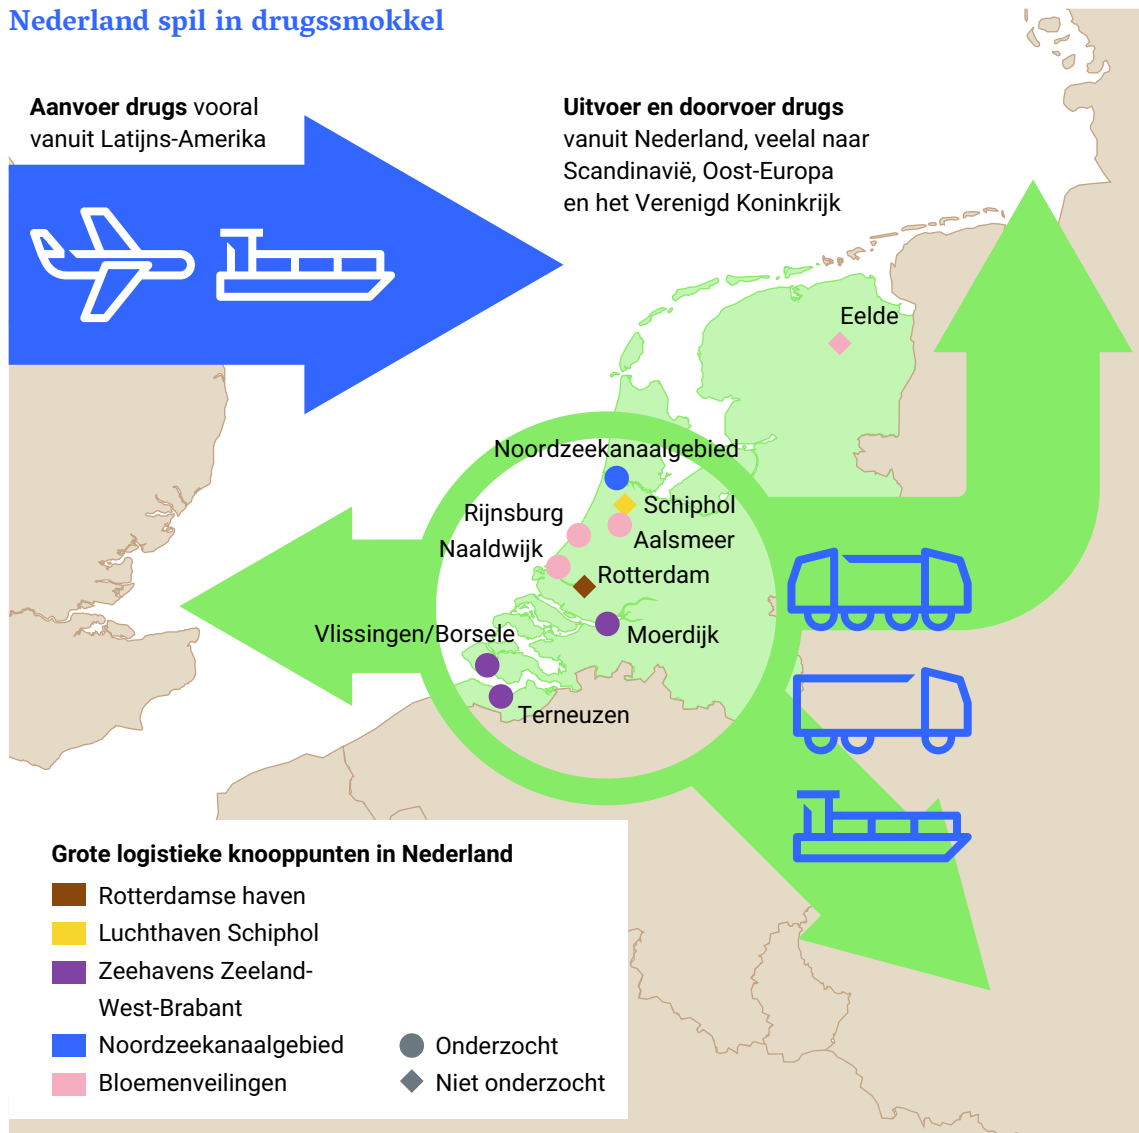 Nederland spil in drugssmokkel
Aanvoer drugs vooral
vanuit Latijns-Amerika
Uitvoer en doorvoer drugs
vanuit Nederland, veelal naar
Scandinavië, Oost-Europa
en het Verenigd Koninkrijk
Eelde
Noordzeekanaalgebied
Schiphol
Rijnsburg
Aalsmeer
Naaldwijk
Rotterdam
Vlissingen/Borsele
Moerdijk
Terneuzen
Grote logistieke knooppunten in Nederland
Rotterdamse haven
Luchthaven Schiphol
Zeehavens Zeeland-
West-Brabant
Noordzeekanaalgebied
Bloemenveilingen
Onderzocht
Niet onderzocht